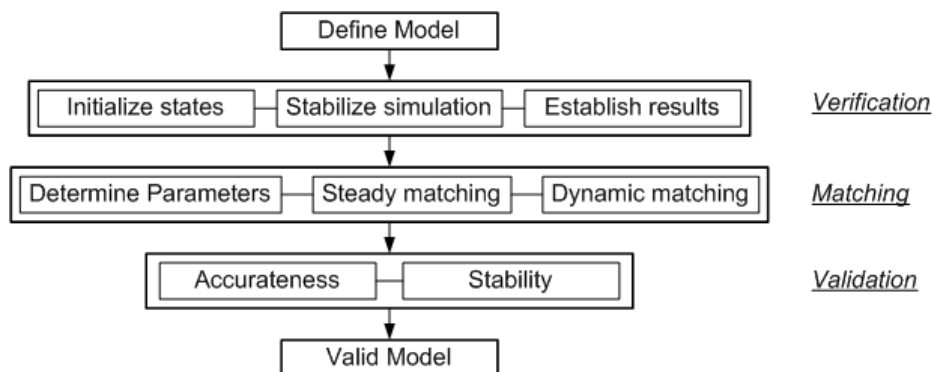 Define Model
Initialize states Stabilize simulation Establish results Verification
Determine Parameters Steady matching Dynamic matching Matching
Accurateness Stability Validation
Valid Model